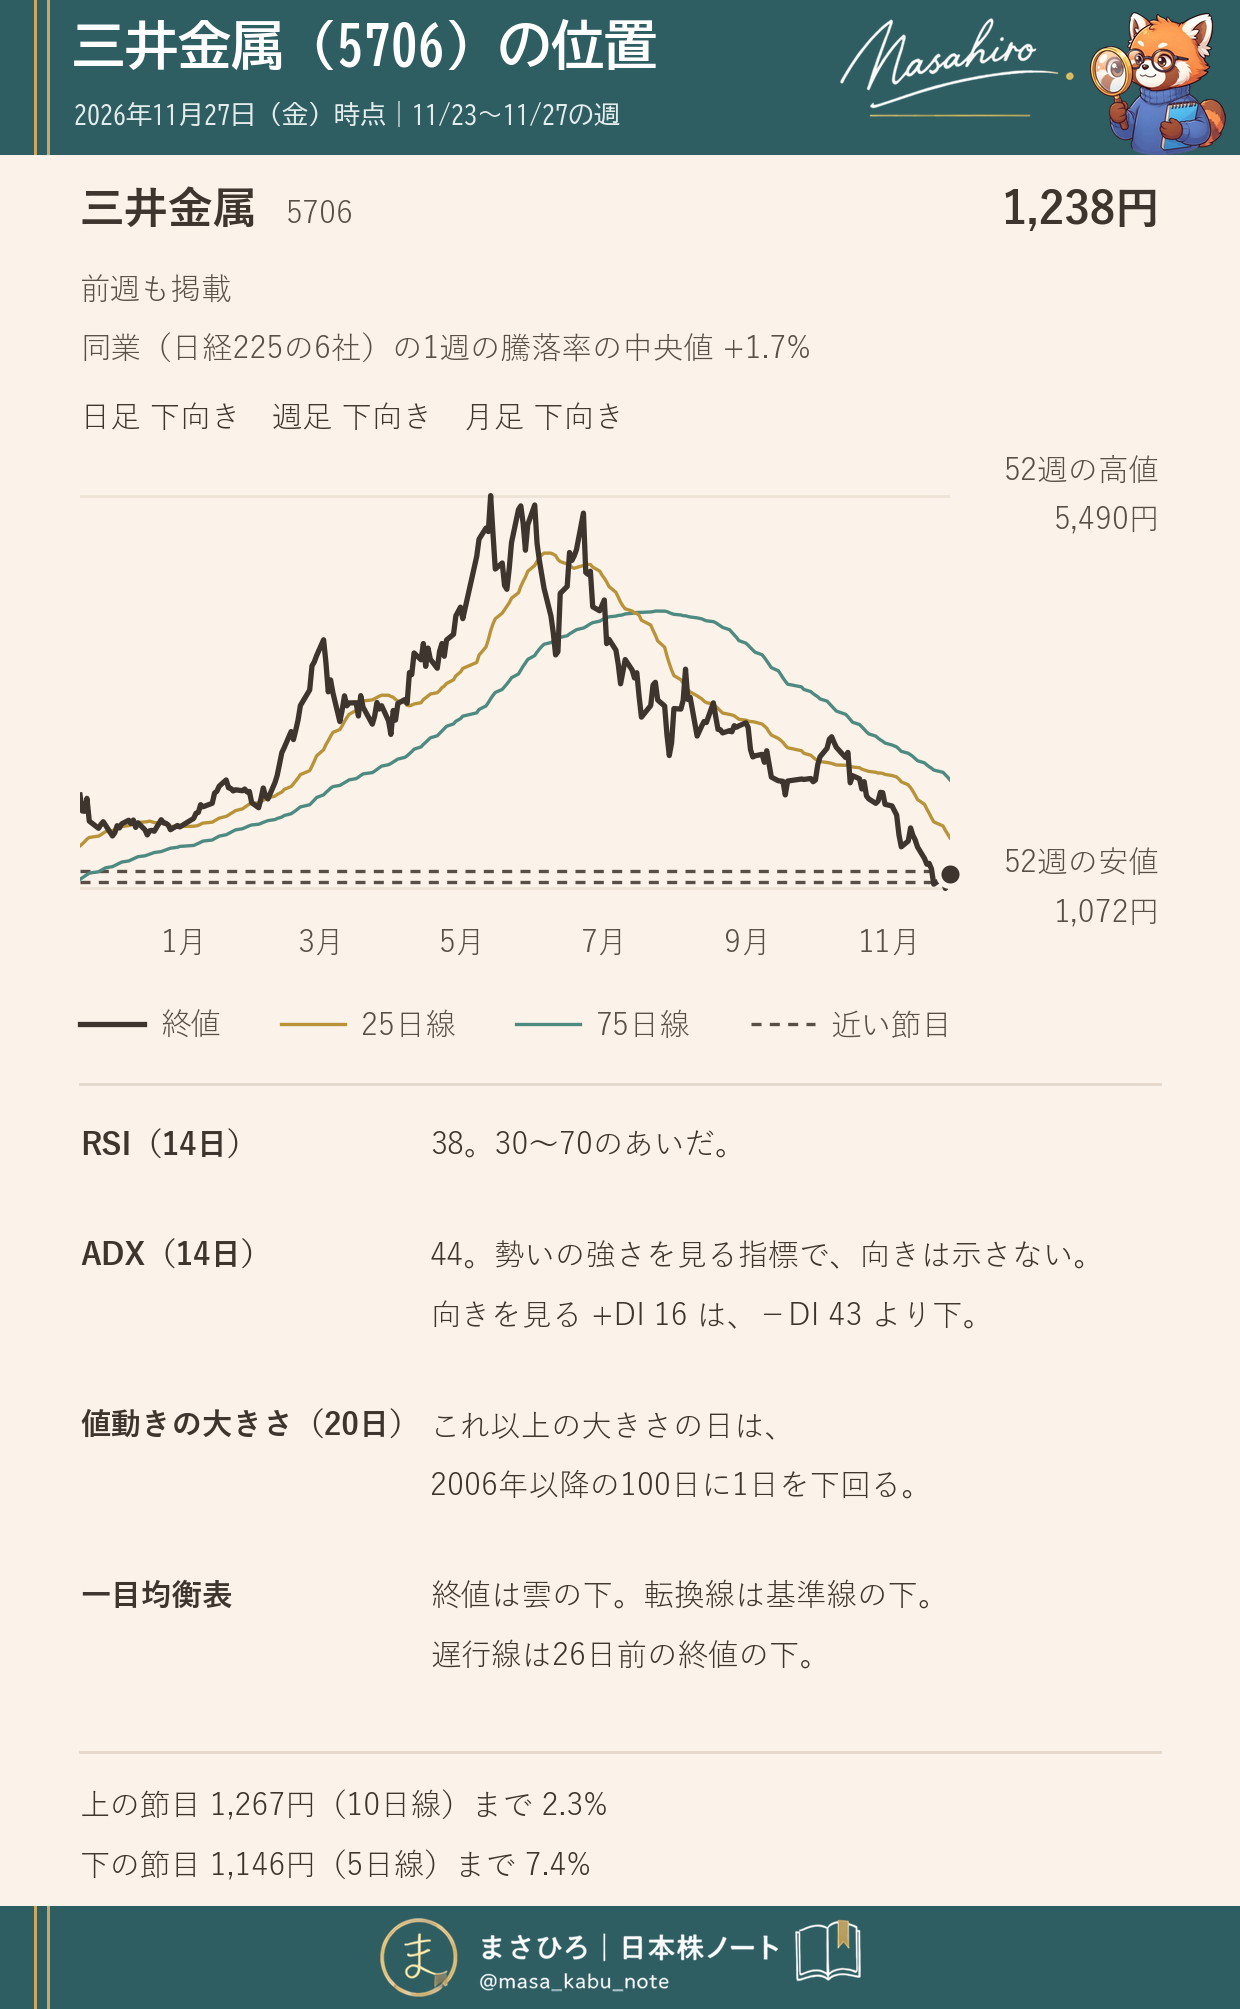 三井金属（5706）の位置
2026年11月27日（金）時点｜11/23～11/27の週
Masahiro
三井金属 5706
1,238円
前週も掲載
同業（日経225の6社）の1週の騰落率の中央値 +1.7%
日足 下向き 週足 下向き 月足 下向き
52週の高値
5,490円
52週の安値
1,072円
1月 3月 5月 7月 9月 11月
終値 25日線 75日線 近い節目
RSI（14日） 38。30～70のあいだ。
ADX（14日） 44。勢いの強さを見る指標で、向きは示さない。
向きを見る +DI 16 は、－DI 43 より下。
値動きの大きさ（20日） これ以上の大きさの日は、
2006年以降の100日に1日を下回る。
一目均衡表 終値は雲の下。転換線は基準線の下。
遅行線は26日前の終値の下。
上の節目 1,267円（10日線）まで 2.3%
下の節目 1,146円（5日線）まで 7.4%
ま
まさひろ｜日本株ノート
@masa_kabu_note